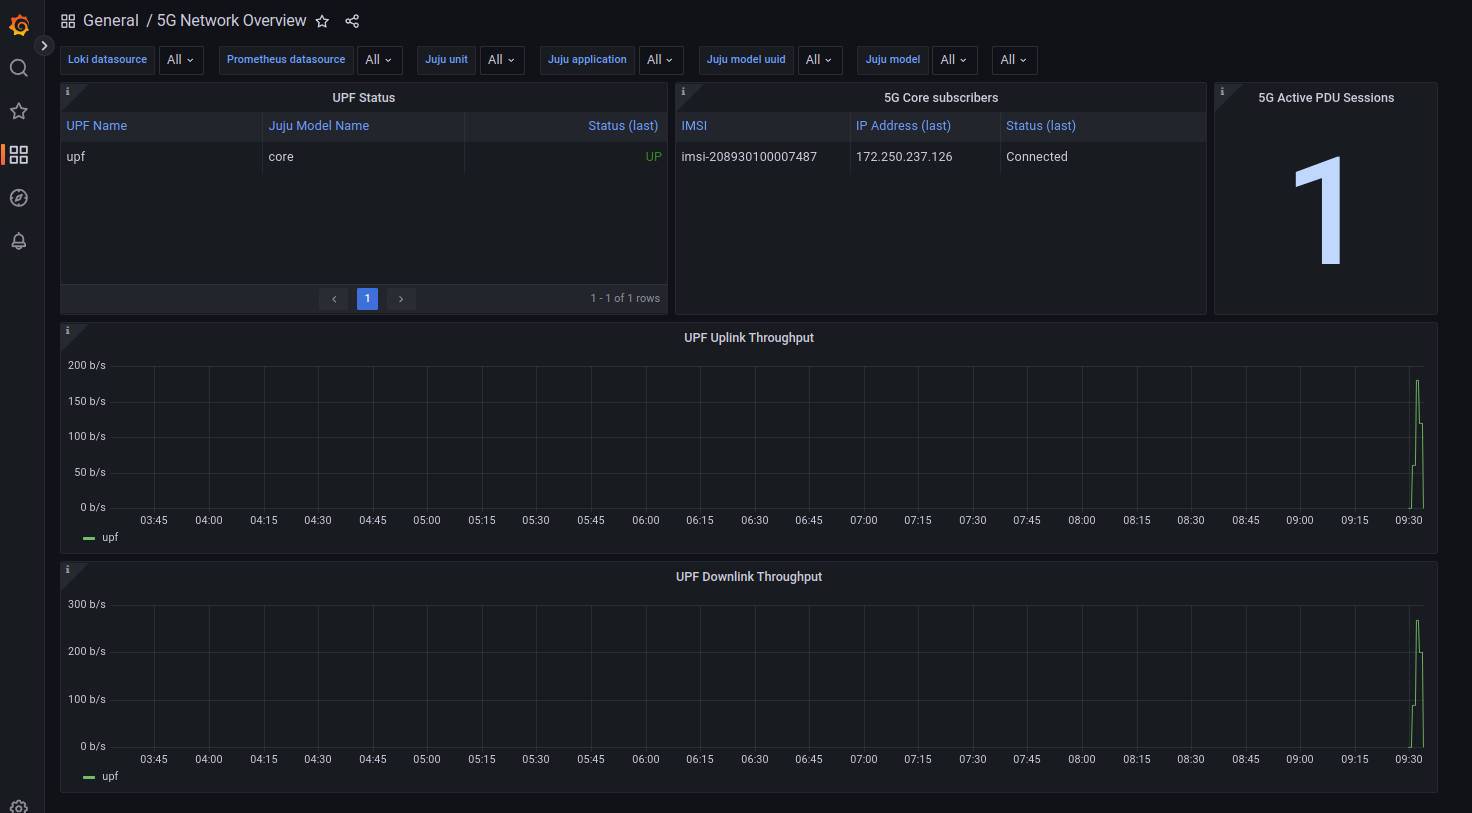 General / 5G Network Overview
Loki datasource All Prometheus datasource All Juju unit All Juju application All Juju model uuid All Juju model All All
UPF Status
UPF Name Juju Model Name Status (last)
upf core UP
1
1 - 1 of 1 rows
5G Core subscribers
IMSI IP Address (last) Status (last)
imsi-208930100007487 172.250.237.126 Connected
5G Active PDU Sessions
1
UPF Uplink Throughput
200 b/s
150 b/s
100 b/s
50 b/s
0 b/s
03:45 04:00 04:15 04:30 04:45 05:00 05:15 05:30 05:45 06:00 06:15 06:30 06:45 07:00 07:15 07:30 07:45 08:00 08:15 08:30 08:45 09:00 09:15 09:30
upf
UPF Downlink Throughput
300 b/s
200 b/s
100 b/s
0 b/s
03:45 04:00 04:15 04:30 04:45 05:00 05:15 05:30 05:45 06:00 06:15 06:30 06:45 07:00 07:15 07:30 07:45 08:00 08:15 08:30 08:45 09:00 09:15 09:30
upf